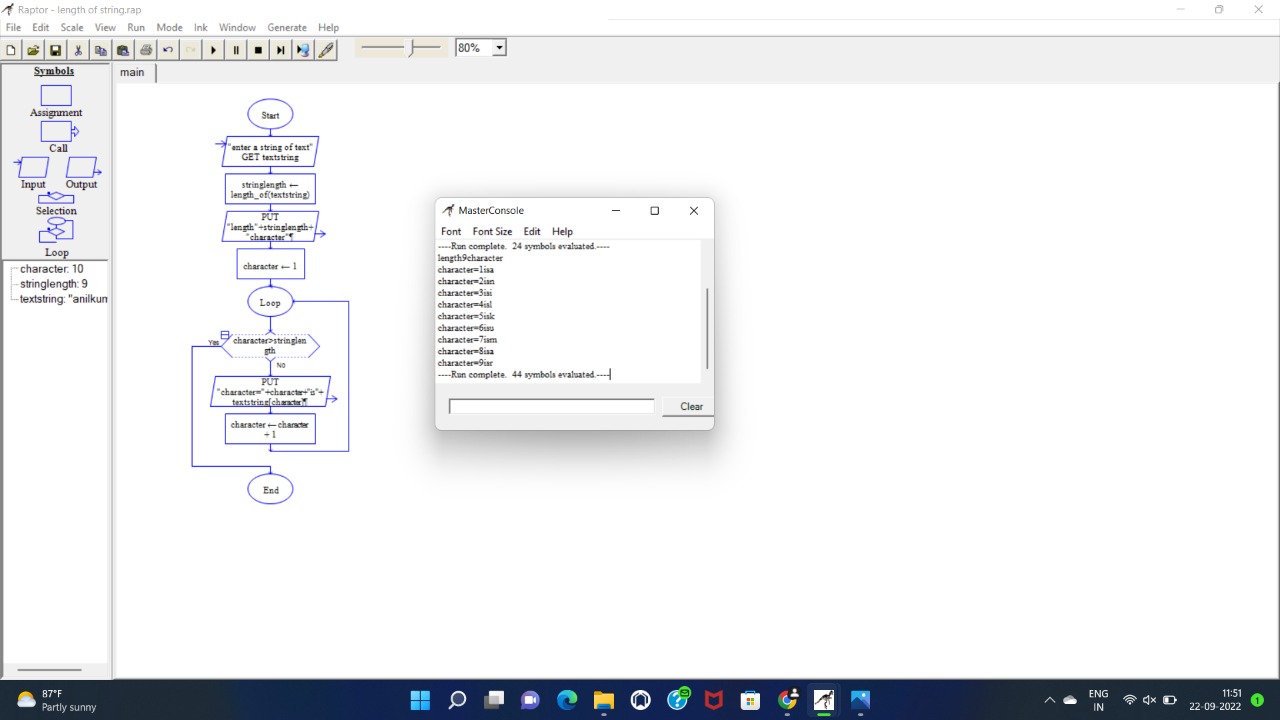 Raptor - length of string.rap
File Edit Scale View Run Mode Ink Window Generate Help
80%
Symbols
Assignment
Call
Input Output
Selection
Loop
character: 10
stringlength: 9
textstring: "anilkum
main
Start
"enter a string of text"
GET textstring
stringlength ←
length_of(textstring)
PUT
"length"+stringlength+
"character"¶
character ← 1
Loop
Yes
character>stringlen
gth
No
PUT
"character="+character+"is"+
textstring[character]¶
character ← character
+ 1
End
MasterConsole
Font Font Size Edit Help
----Run complete. 24 symbols evaluated.----
length9character
character=1isa
character=2isn
character=3isi
character=4isl
character=5isk
character=6isu
character=7ism
character=8isa
character=9isr
----Run complete. 44 symbols evaluated.----
Clear
87°F
Partly sunny
ENG
IN
11:51
22-09-2022
1